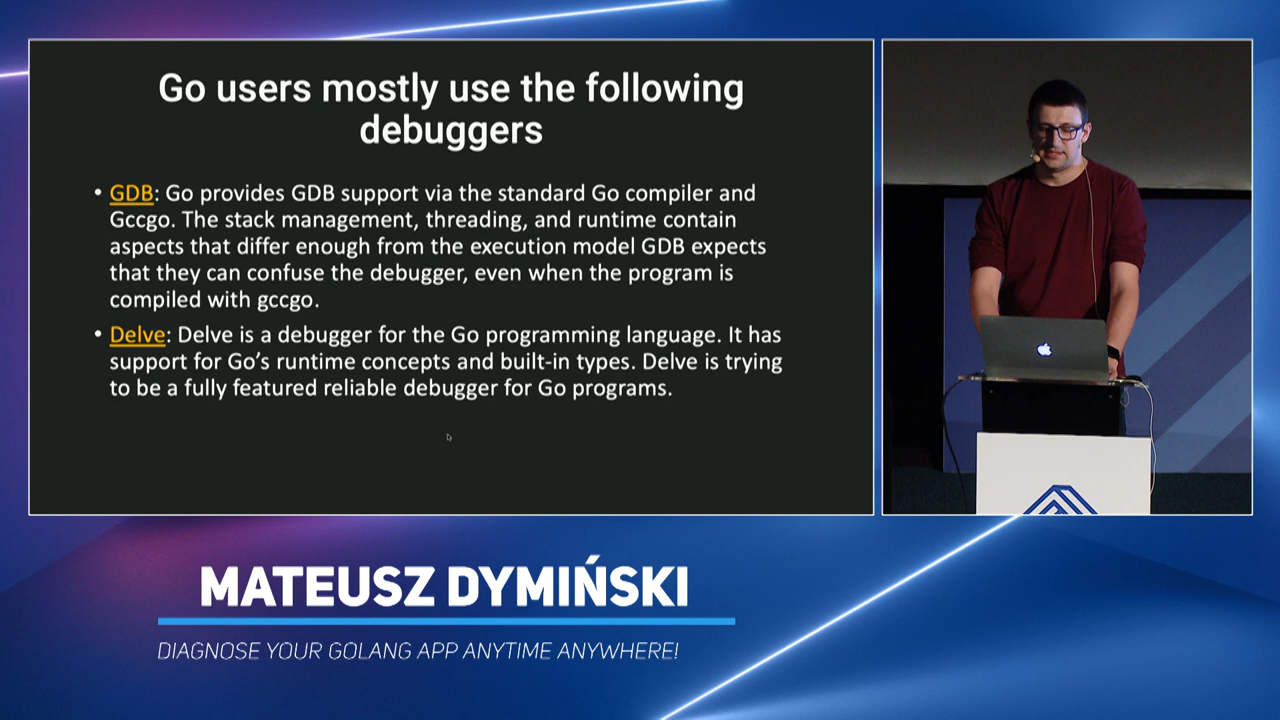 Go users mostly use the following
debuggers
• GDB: Go provides GDB support via the standard Go compiler and
Gccgo. The stack management, threading, and runtime contain
aspects that differ enough from the execution model GDB expects
that they can confuse the debugger, even when the program is
compiled with gccgo.
• Delve: Delve is a debugger for the Go programming language. It has
support for Go’s runtime concepts and built-in types. Delve is trying
to be a fully featured reliable debugger for Go programs.
MATEUSZ DYMIŃSKI
DIAGNOSE YOUR GOLANG APP ANYTIME ANYWHERE!